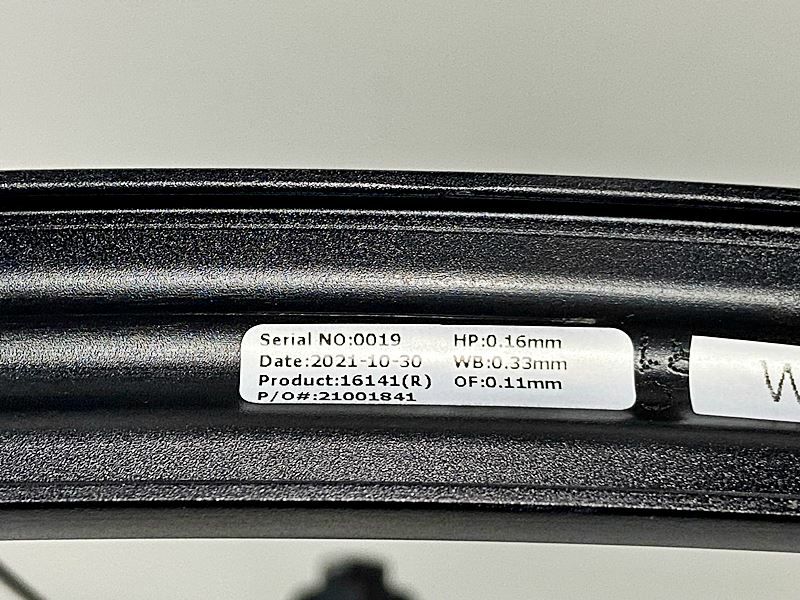 Serial NO:0019 HP:0.16mm
Date:2021-10-30 WB:0.33mm
Product:16141(R) OF:0.11mm
P/O#:21001841
W